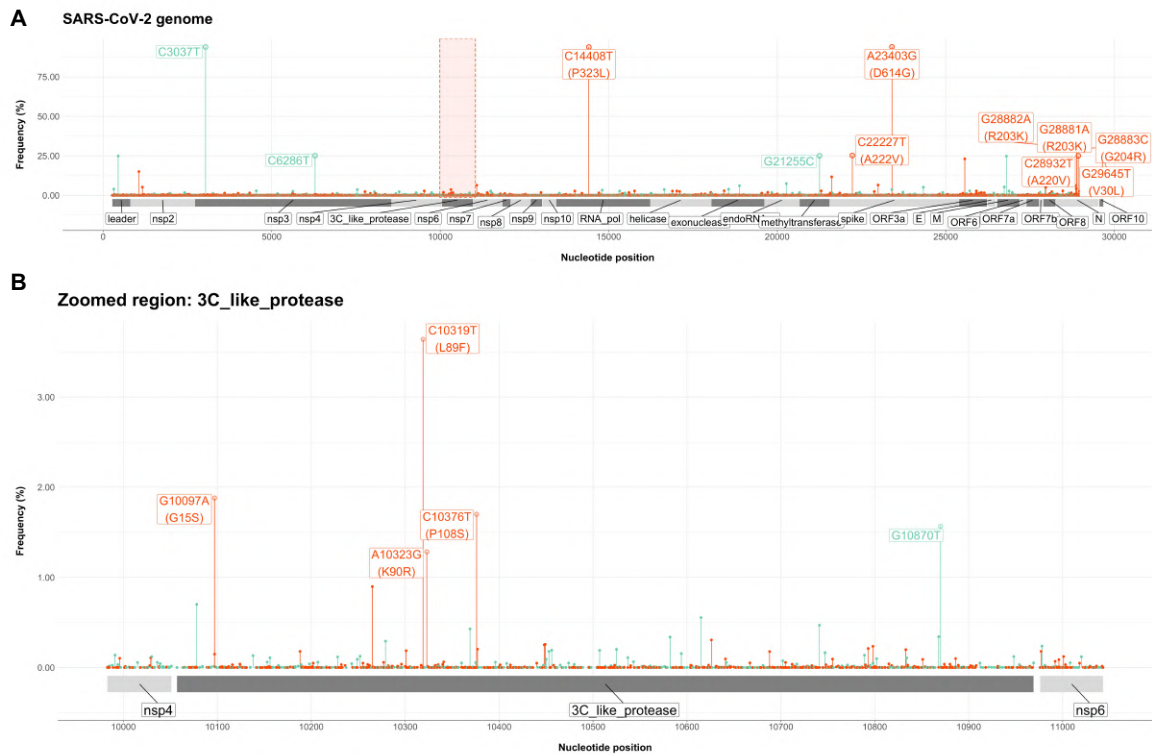 A
SARS-CoV-2 genome
C3037T
C14408T
(P323L)
A23403G
(D614G)
75.00
50.00
25.00
0.00
Frequency (%)
C6286T
G21255C
C22227T
(A222V)
G28882A
(R203K)
G28881A
(R203K)
G28883C
(G204R)
C28932T
(A220V)
G29645T
(V30L)
leader
nsp2
nsp3
nsp4
3C_like_protease
nsp6
nsp7
nsp8
nsp9
nsp10
RNA_pol
helicase
exonuclease
methyltransferase
spike
ORF3a
E
M
ORF6
ORF7a
ORF7b
ORF8
N
ORF10
0
5000
10000
15000
20000
25000
30000
Nucleotide position
B
Zoomed region: 3C_like_protease
C10319T
(L89F)
3.00
2.00
1.00
0.00
Frequency (%)
G10097A
(G15S)
C10376T
(P108S)
A10323G
(K90R)
G10870T
nsp4
3C_like_protease
nsp6
10000
10100
10200
10300
10400
10500
10600
10700
10800
10900
11000
Nucleotide position